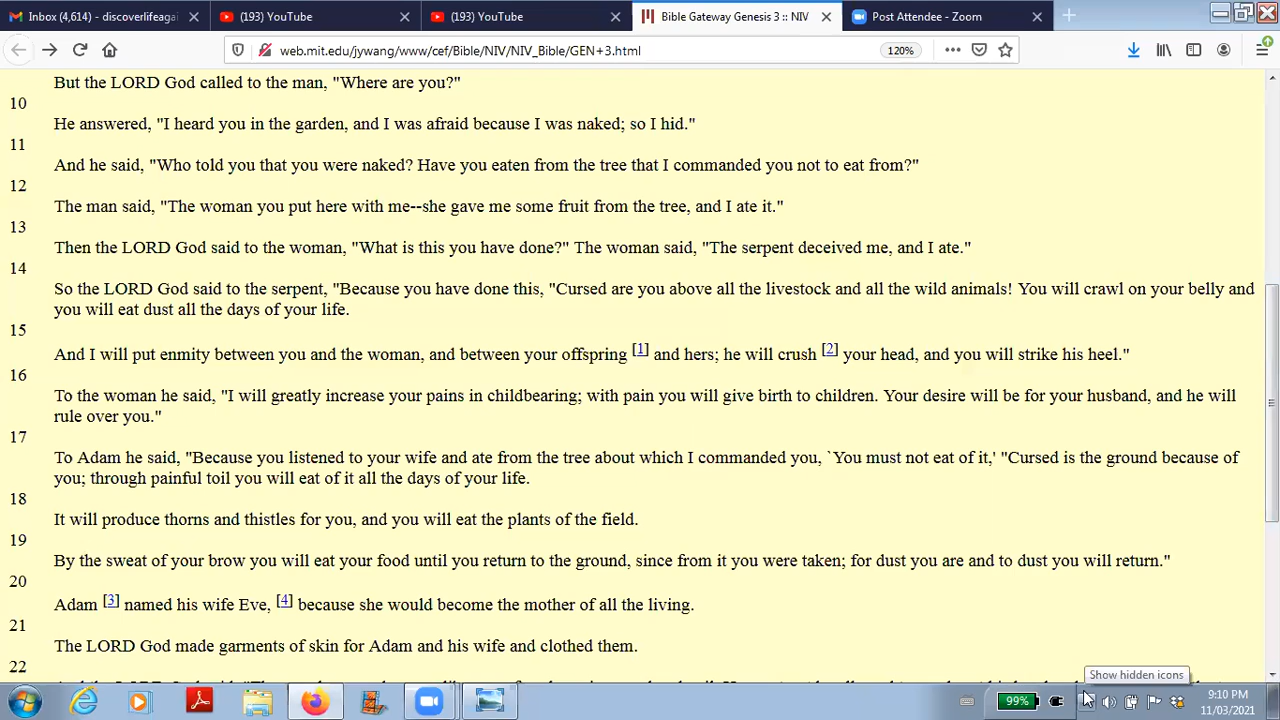 Inbox (4,614) - discoverlifeagai
(193) YouTube
(193) YouTube
Bible Gateway Genesis 3 :: NIV
Post Attendee - Zoom
web.mit.edu/jywang/www/cef/Bible/NIV/NIV_Bible/GEN+3.html
120%
But the LORD God called to the man, "Where are you?"
10
He answered, "I heard you in the garden, and I was afraid because I was naked; so I hid."
11
And he said, "Who told you that you were naked? Have you eaten from the tree that I commanded you not to eat from?"
12
The man said, "The woman you put here with me--she gave me some fruit from the tree, and I ate it."
13
Then the LORD God said to the woman, "What is this you have done?" The woman said, "The serpent deceived me, and I ate."
14
So the LORD God said to the serpent, "Because you have done this, "Cursed are you above all the livestock and all the wild animals! You will crawl on your belly and
you will eat dust all the days of your life.
15
And I will put enmity between you and the woman, and between your offspring [1] and hers; he will crush [2] your head, and you will strike his heel."
16
To the woman he said, "I will greatly increase your pains in childbearing; with pain you will give birth to children. Your desire will be for your husband, and he will
rule over you."
17
To Adam he said, "Because you listened to your wife and ate from the tree about which I commanded you, `You must not eat of it,' "Cursed is the ground because of
you; through painful toil you will eat of it all the days of your life.
18
It will produce thorns and thistles for you, and you will eat the plants of the field.
19
By the sweat of your brow you will eat your food until you return to the ground, since from it you were taken; for dust you are and to dust you will return."
20
Adam [3] named his wife Eve, [4] because she would become the mother of all the living.
21
The LORD God made garments of skin for Adam and his wife and clothed them.
22
Show hidden icons
99%
9:10 PM
11/03/2021